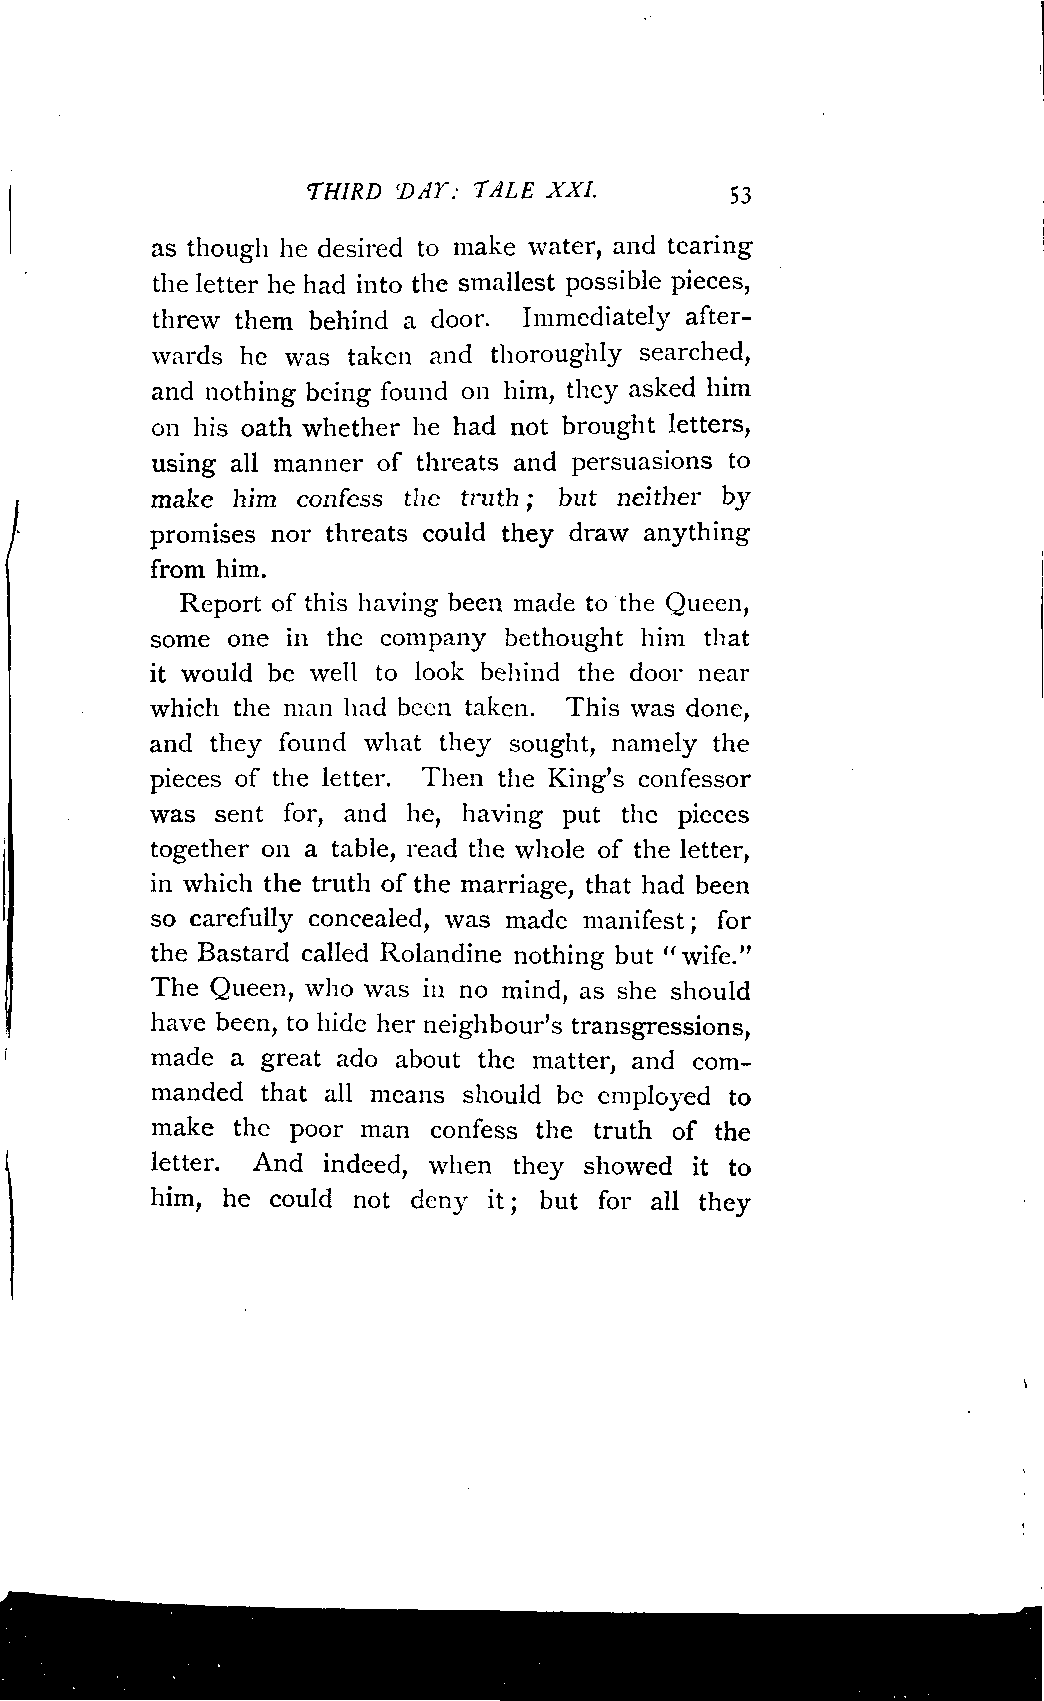 THIRD DAY: TALE XXI. 53
as though he desired to make water, and tearing
the letter he had into the smallest possible pieces,
threw them behind a door. Immediately after-
wards he was taken and thoroughly searched,
and nothing being found on him, they asked him
on his oath whether he had not brought letters,
using all manner of threats and persuasions to
make him confess the truth; but neither by
promises nor threats could they draw anything
from him.
Report of this having been made to the Queen,
some one in the company bethought him that
it would be well to look behind the door near
which the man had been taken. This was done,
and they found what they sought, namely the
pieces of the letter. Then the King's confessor
was sent for, and he, having put the pieces
together on a table, read the whole of the letter,
in which the truth of the marriage, that had been
so carefully concealed, was made manifest; for
the Bastard called Rolandine nothing but "wife."
The Queen, who was in no mind, as she should
have been, to hide her neighbour's transgressions,
made a great ado about the matter, and com-
manded that all means should be employed to
make the poor man confess the truth of the
letter. And indeed, when they showed it to
him, he could not deny it; but for all they